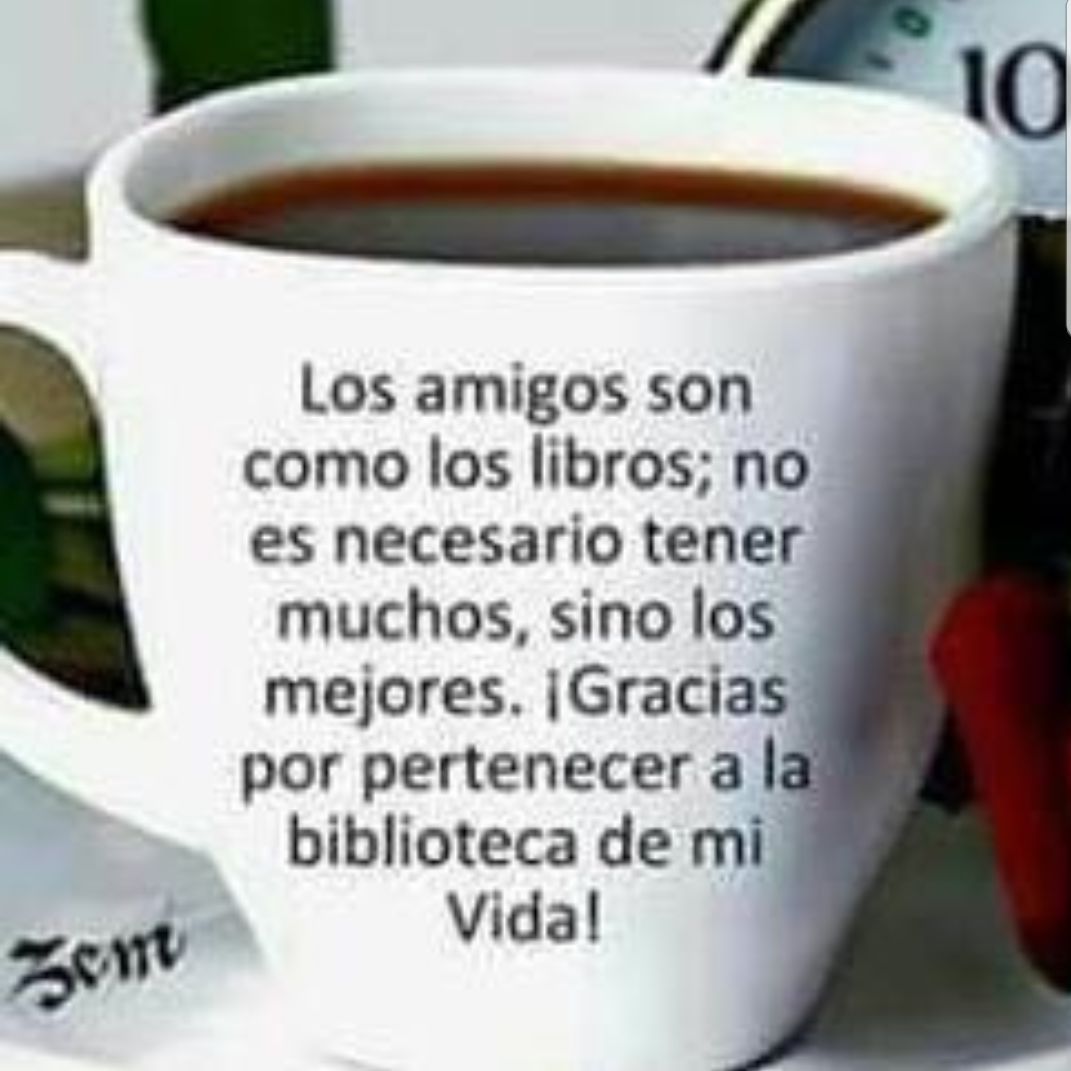 10
Los amigos son
como los libros; no
es necesario tener
muchos, sino los
mejores. ¡Gracias
por pertenecer a la
biblioteca de mi
Vida!
Zem